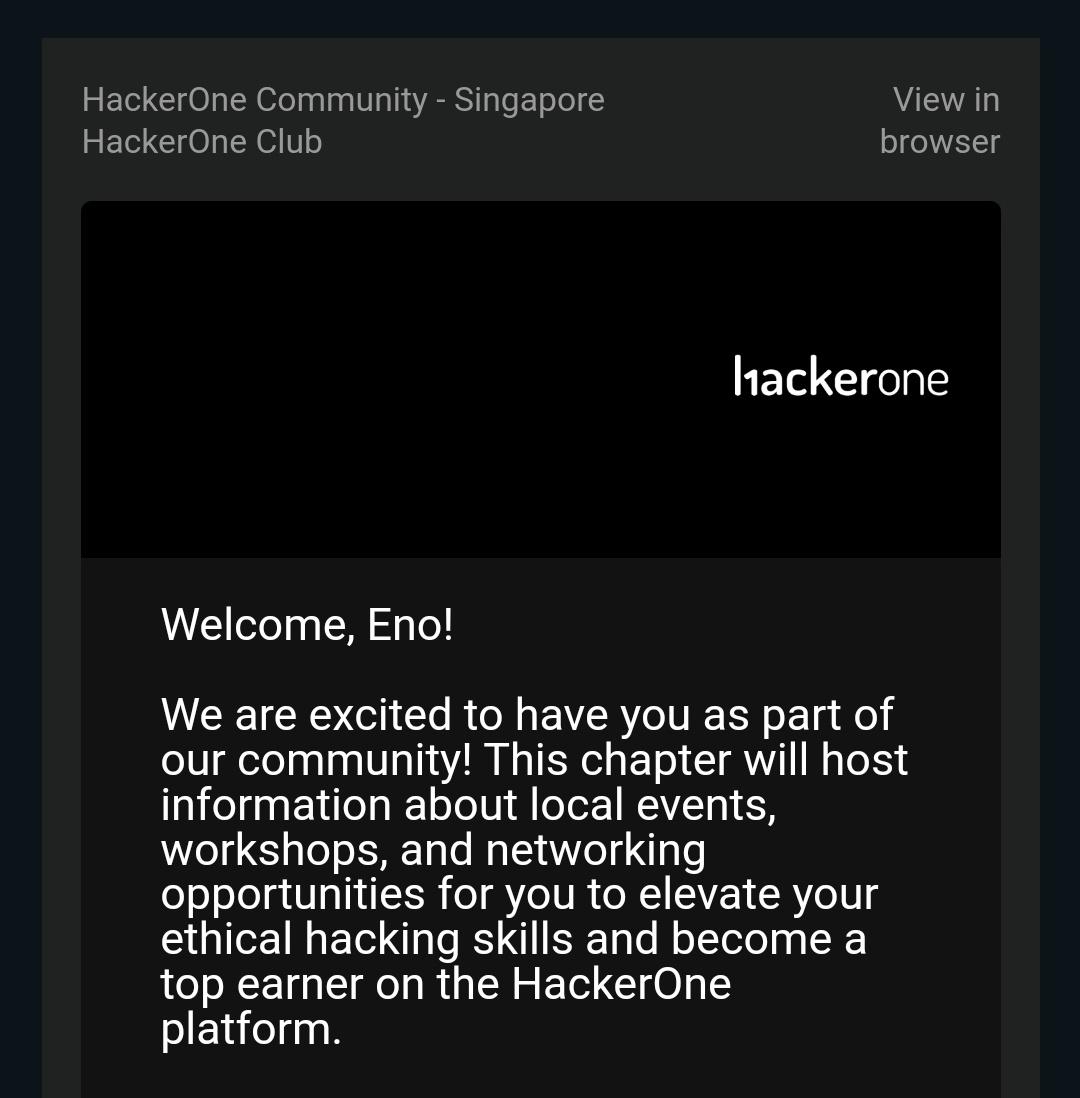 HackerOne Community - Singapore
HackerOne Club
View in
browser
hackerone
Welcome, Eno!
We are excited to have you as part of
our community! This chapter will host
information about local events,
workshops, and networking
opportunities for you to elevate your
ethical hacking skills and become a
top earner on the HackerOne
platform.